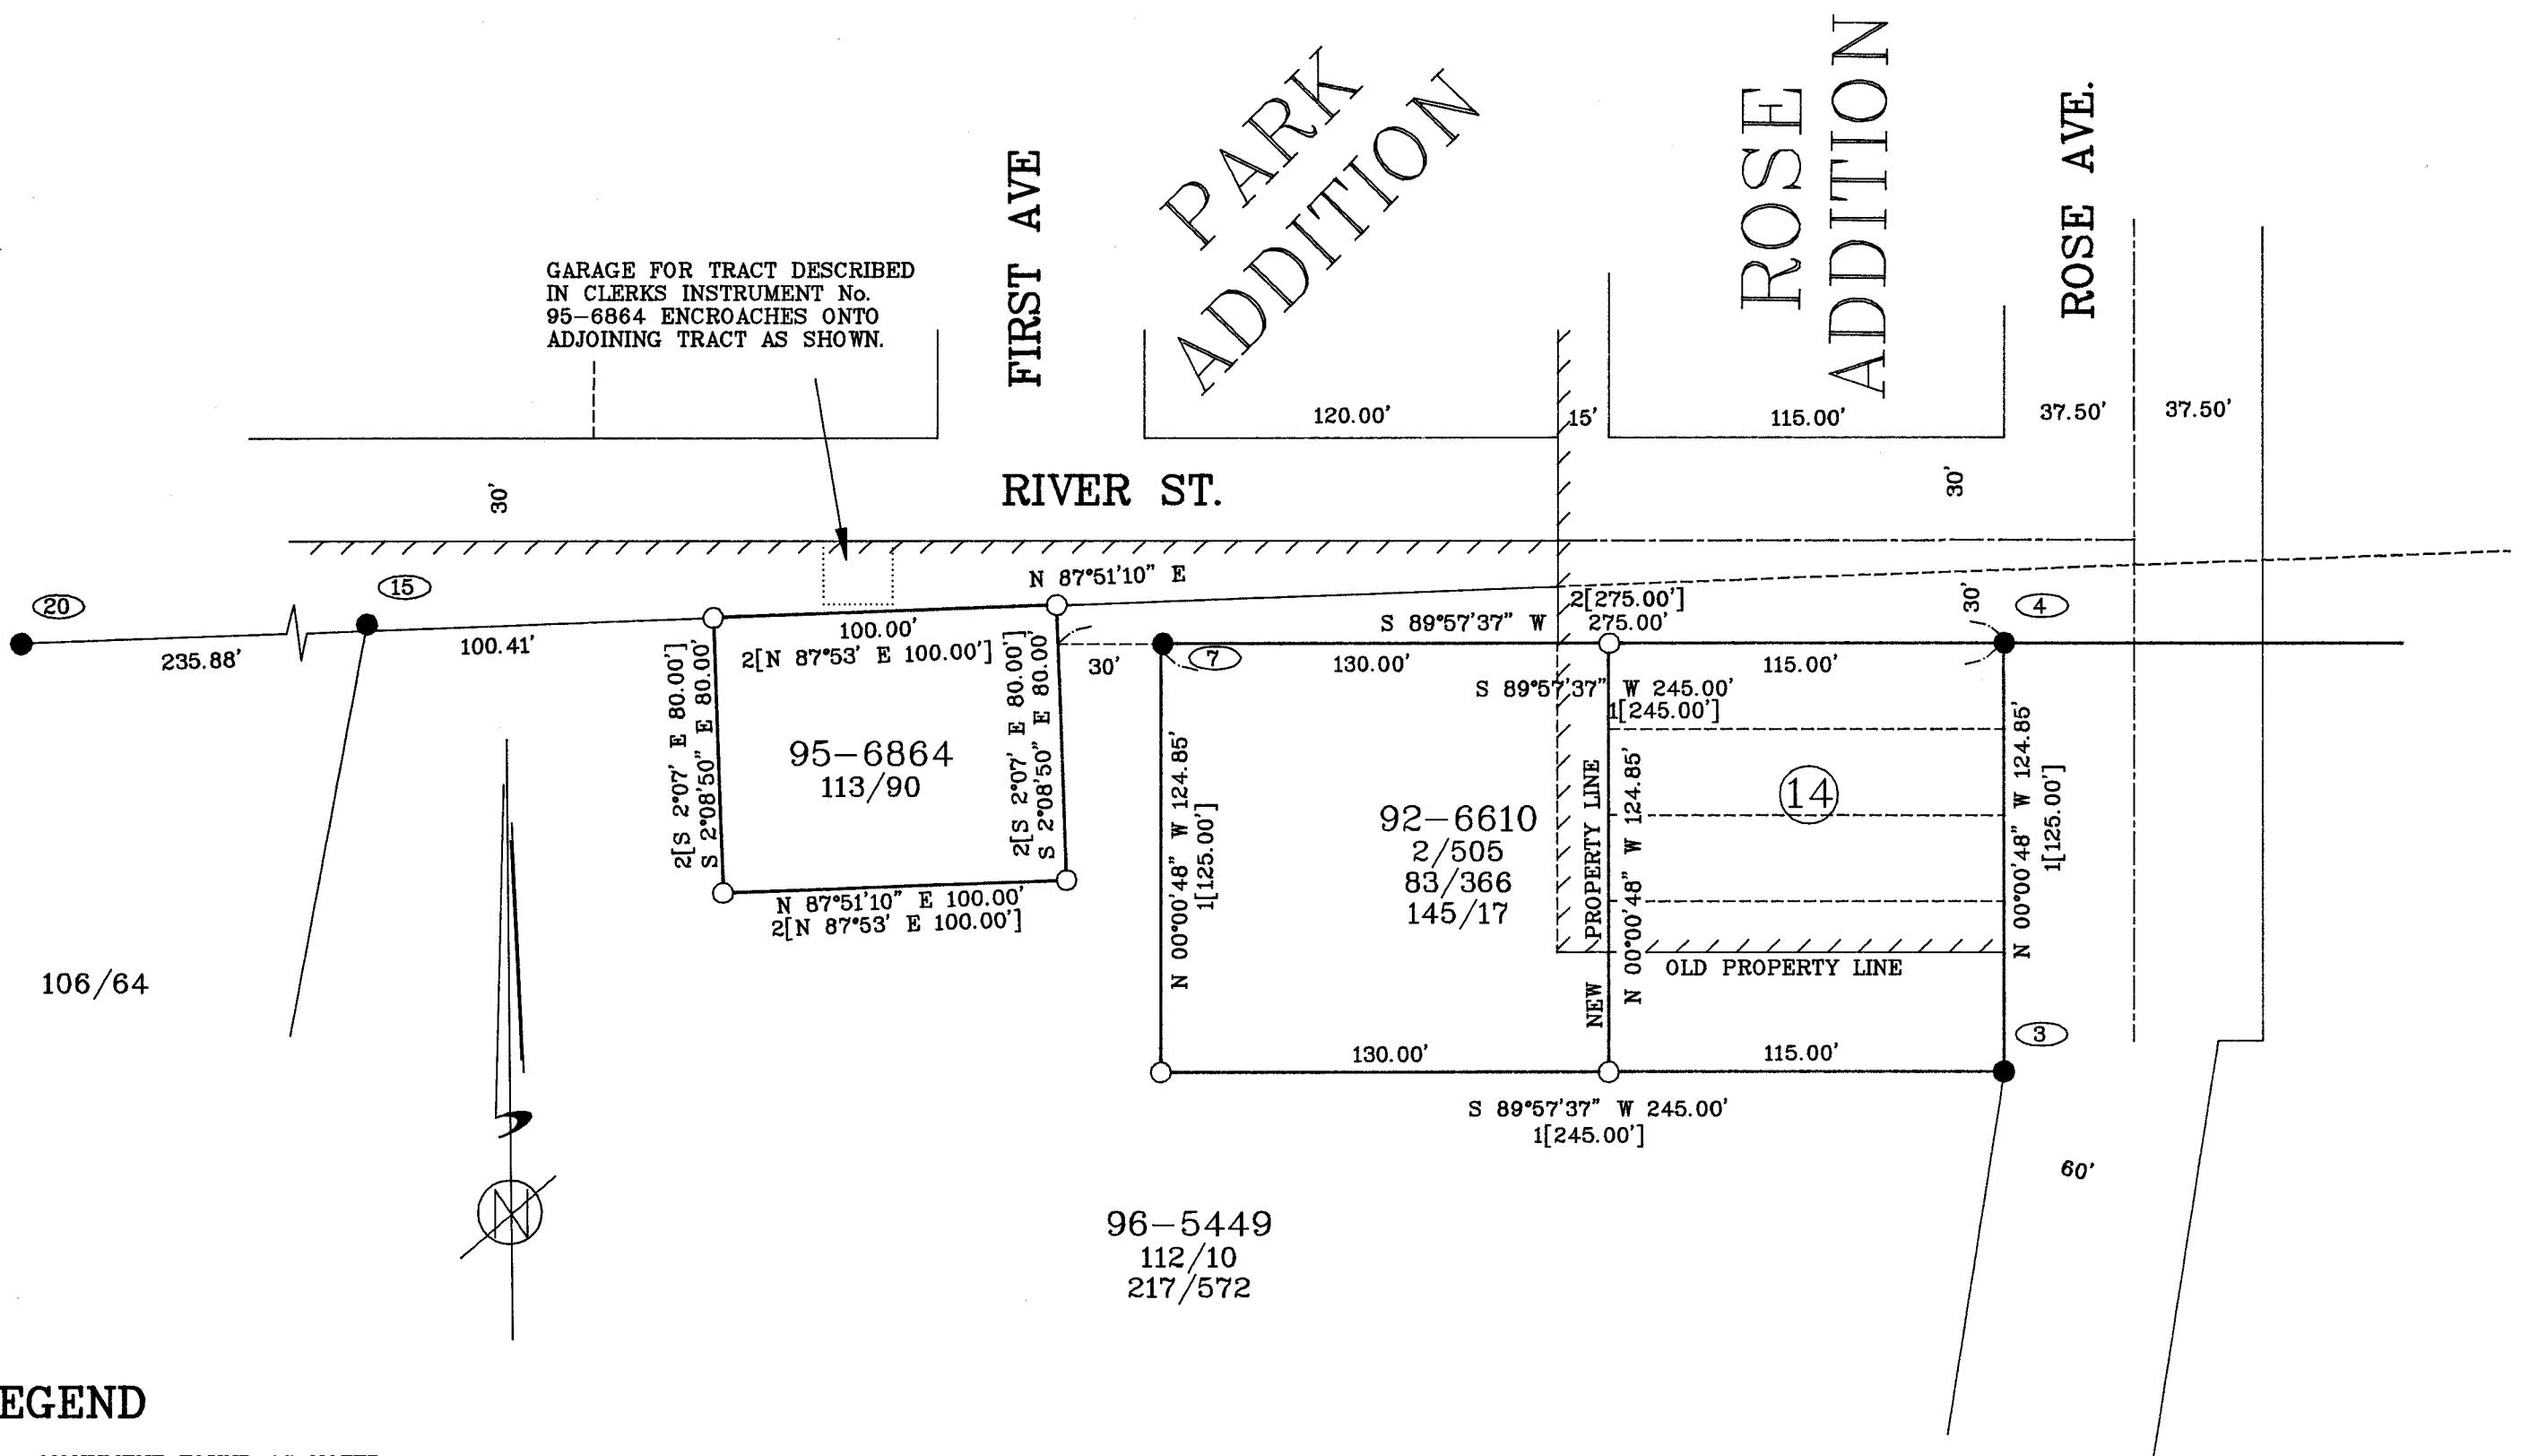 PARK
ADDITION
ROSE
ADDITION
ROSE AVE.
FIRST AVE
GARAGE FOR TRACT DESCRIBED
IN CLERKS INSTRUMENT No.
95-6864 ENCROACHES ONTO
ADJOINING TRACT AS SHOWN.
120.00'
15'
115.00'
37.50'
37.50'
30'
RIVER ST.
30'
N 87°51'10" E
20
15
235.88'
100.41'
100.00'
2[N 87°53' E 100.00']
2[S 2°07' E 80.00']
S 2°08'50" E 80.00'
2[S 2°07' E 80.00']
S 2°08'50" E 80.00'
95-6864
113/90
N 87°51'10" E 100.00'
2[N 87°53' E 100.00']
30'
7
2[275.00']
S 89°57'37" W 275.00'
30'
4
130.00'
115.00'
S 89°57'37" W 245.00'
1[245.00']
N 00°00'48" W 124.85'
1[125.00']
92-6610
2/505
83/366
145/17
NEW PROPERTY LINE
N 00°00'48" W 124.85'
14
N 00°00'48" W 124.85'
1[125.00']
OLD PROPERTY LINE
106/64
130.00'
115.00'
3
S 89°57'37" W 245.00'
1[245.00']
60'
N
96-5449
112/10
217/572
EGEND